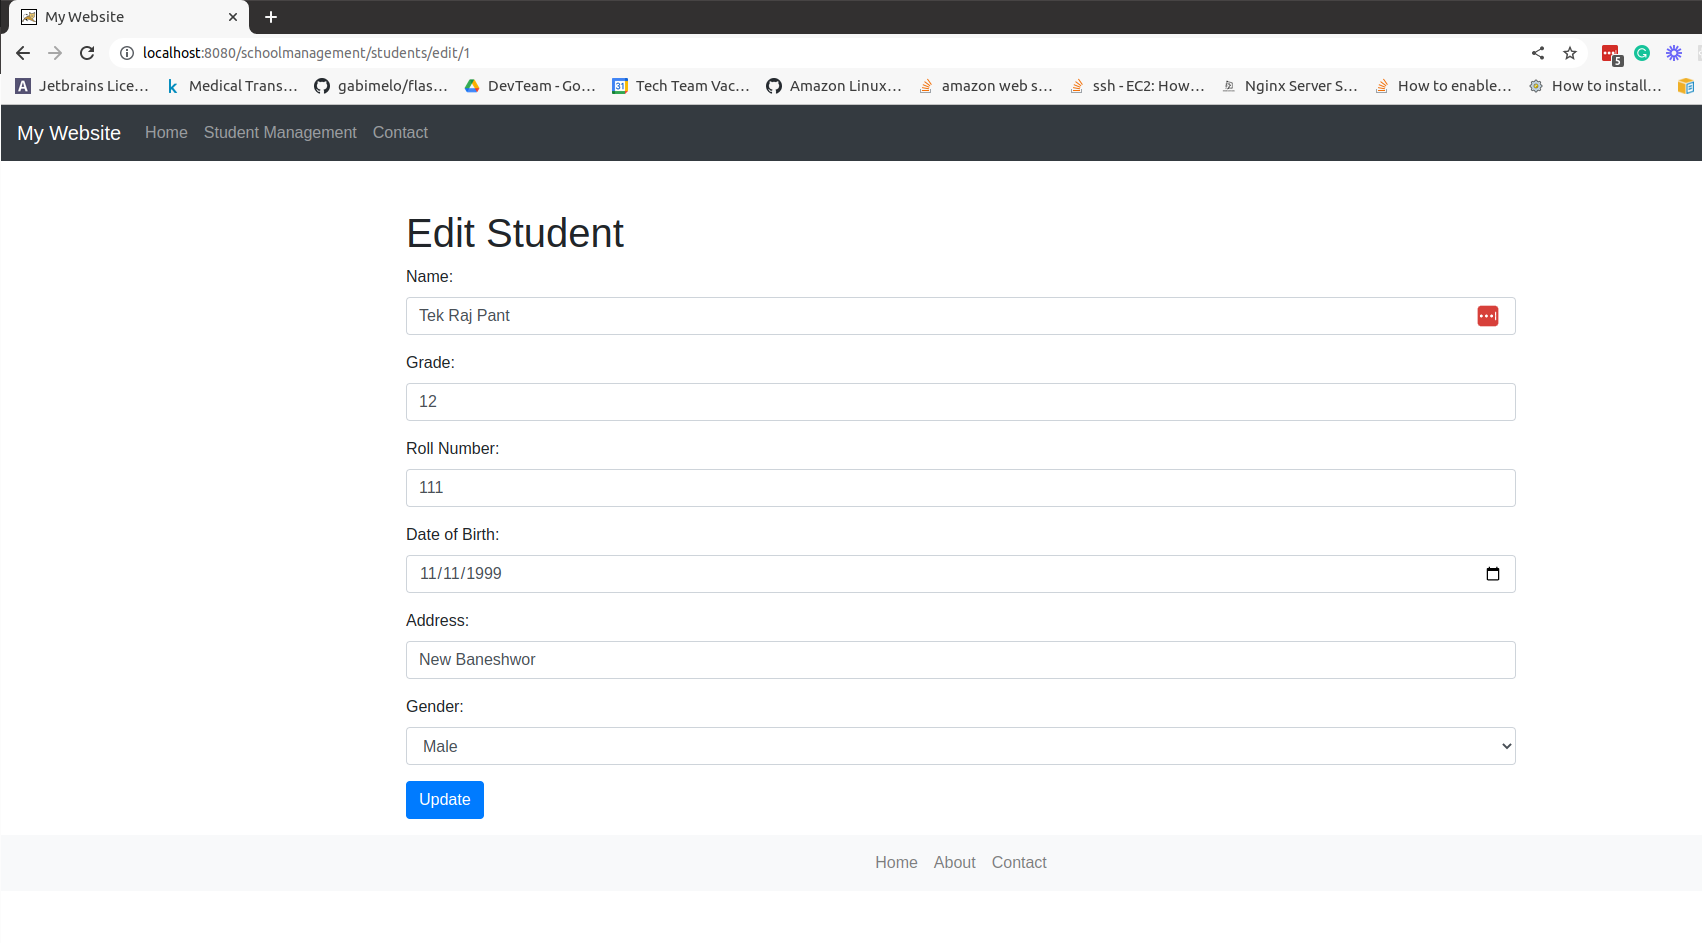 My Website
localhost:8080/schoolmanagement/students/edit/1
5
Jetbrains Lice... Medical Trans... gabimelo/flas... DevTeam - Go... Tech Team Vac... Amazon Linux... amazon web s... ssh - EC2: How... Nginx Server S... How to enable... How to install...
My Website Home Student Management Contact
Edit Student
Name:
Tek Raj Pant
Grade:
12
Roll Number:
111
Date of Birth:
11/11/1999
Address:
New Baneshwor
Gender:
Male
Update
Home About Contact